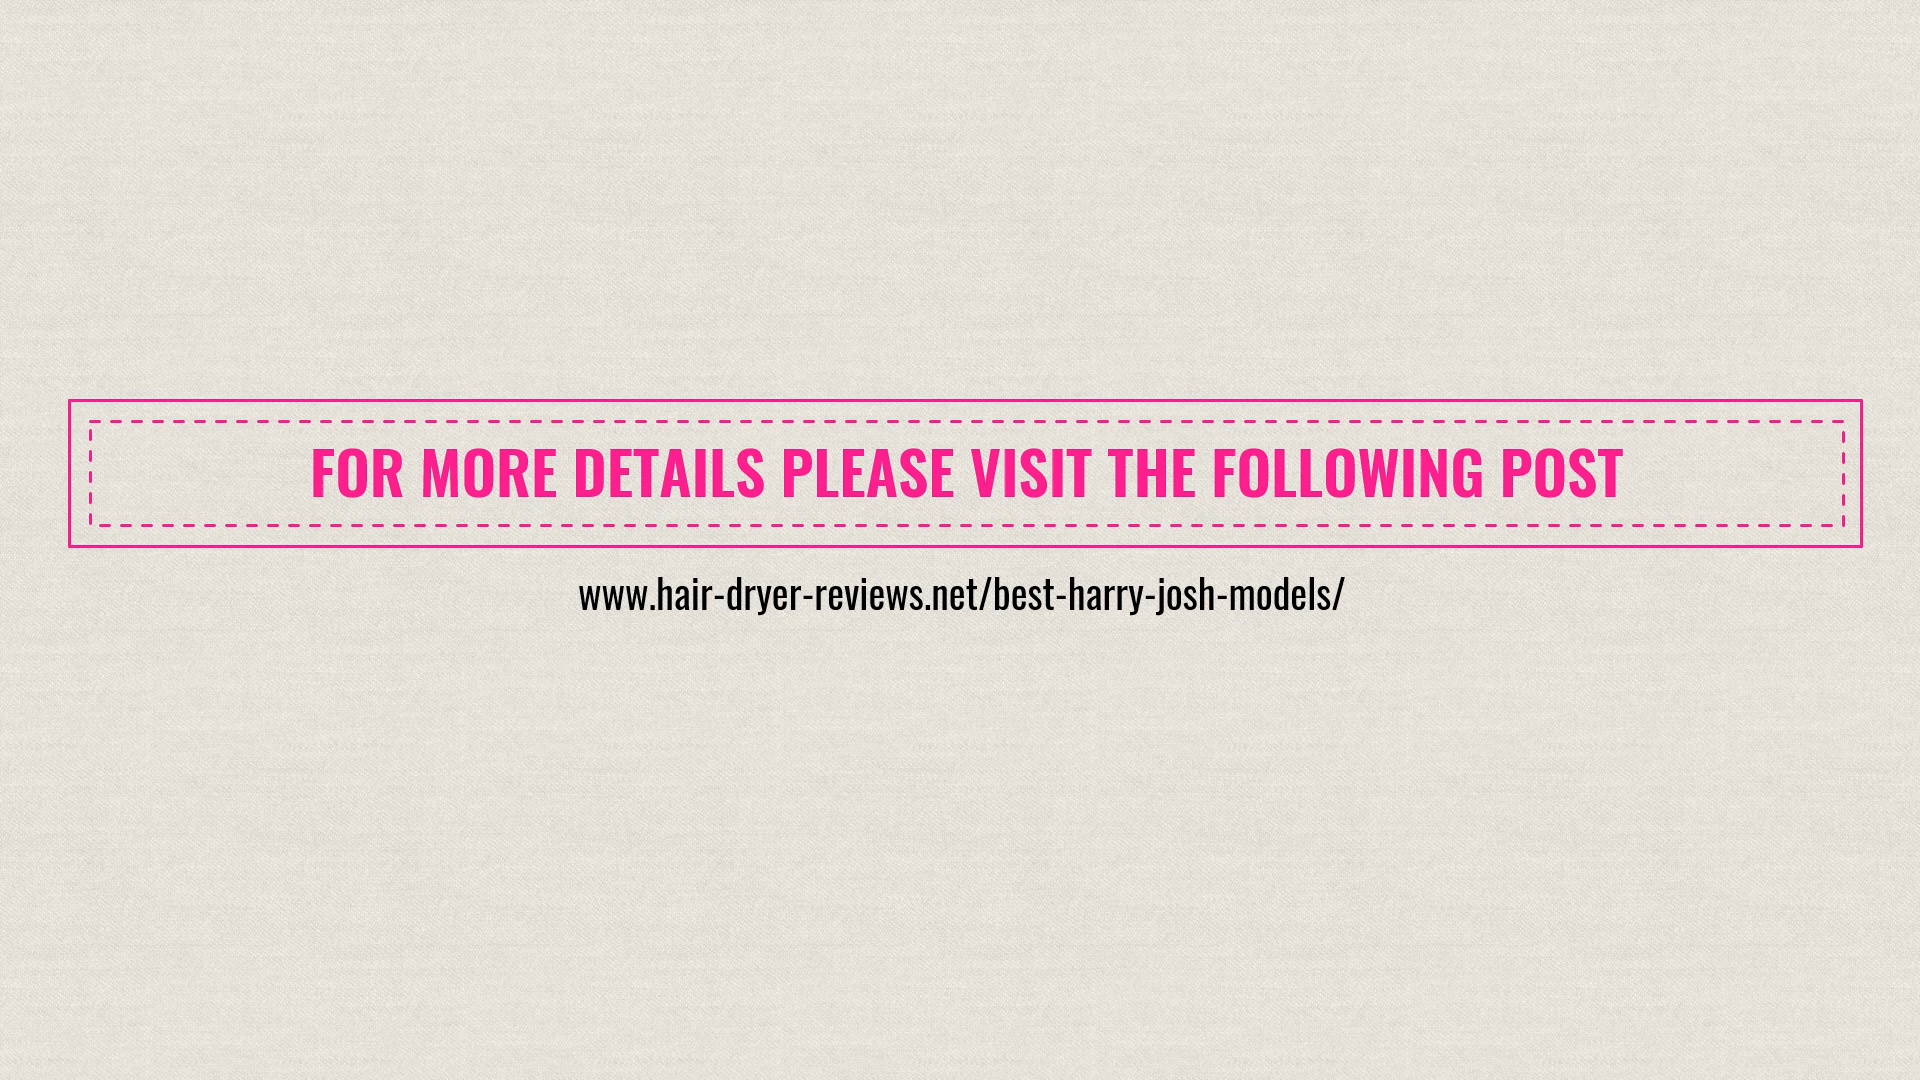 FOR MORE DETAILS PLEASE VISIT THE FOLLOWING POST
www.hair-dryer-reviews.net/best-harry-josh-models/